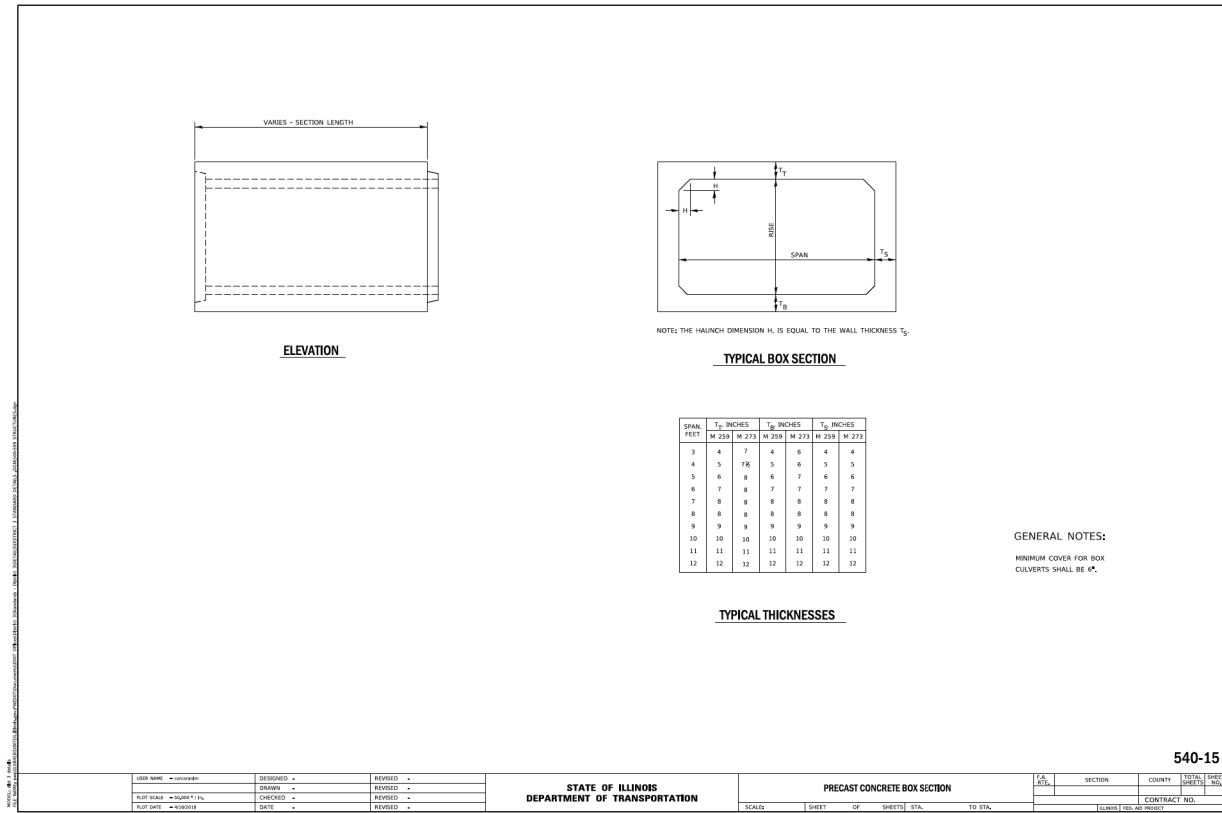 VARIES - SECTION LENGTH
ELEVATION
T_T
H
H
RISE
SPAN
T_S
T_B
NOTE: THE HAUNCH DIMENSION H, IS EQUAL TO THE WALL THICKNESS T_S.
TYPICAL BOX SECTION
SPAN, FEET T_T, INCHES T_B, INCHES T_S, INCHES
M 259 M 273 M 259 M 273 M 259 M 273
3 4 7 4 6 4 4
4 5 7½ 5 6 5 5
5 6 8 6 7 6 6
6 7 8 7 7 7 7
7 8 8 8 8 8 8
8 8 8 8 8 8 8
9 9 9 9 9 9 9
10 10 10 10 10 10 10
11 11 11 11 11 11 11
12 12 12 12 12 12 12
TYPICAL THICKNESSES
GENERAL NOTES:
MINIMUM COVER FOR BOX
CULVERTS SHALL BE 6".
540-15
USER NAME = corcoranlm DESIGNED - REVISED -
DRAWN - REVISED -
PLOT SCALE = 50,000 " / in. CHECKED - REVISED -
PLOT DATE = 4/18/2018 DATE - REVISED -
STATE OF ILLINOIS
DEPARTMENT OF TRANSPORTATION
PRECAST CONCRETE BOX SECTION
SCALE: SHEET OF SHEETS STA. TO STA.
F.A. RTE. SECTION COUNTY TOTAL SHEETS SHEE NO.
CONTRACT NO.
ILLINOIS FED. AID PROJECT